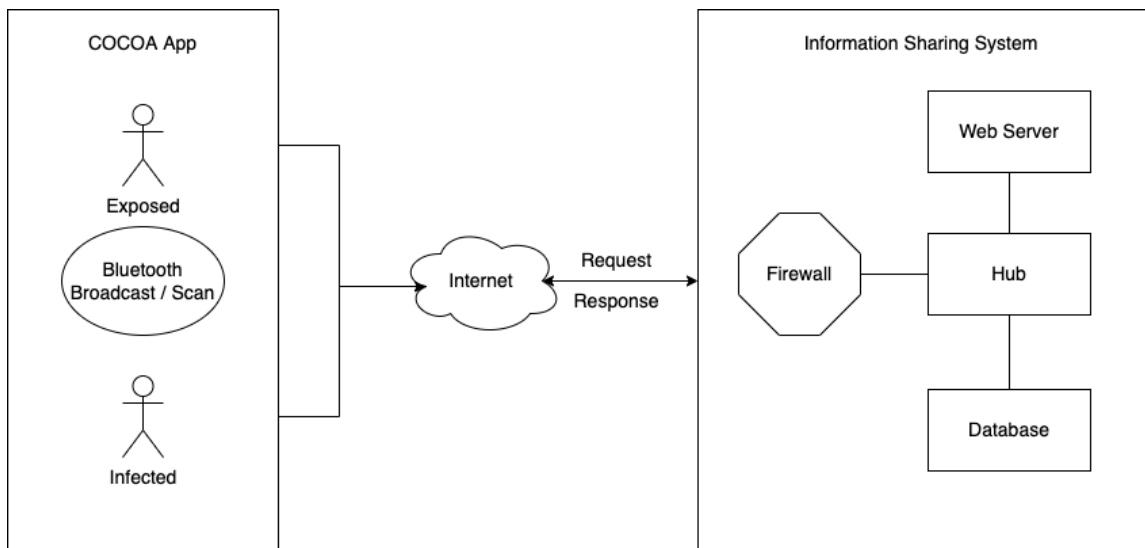 COCOA App
Exposed
Bluetooth
Broadcast / Scan
Infected
Internet
Request
Response
Information Sharing System
Web Server
Firewall
Hub
Database